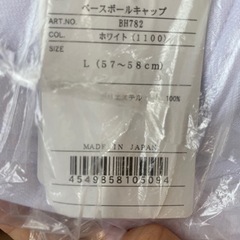 ベースボールキャップ
ART.NO. BH782
COL. ホワイト(1100)
SIZE
L(57〜58cm)
100%
MADE IN JAPAN
4549858105094